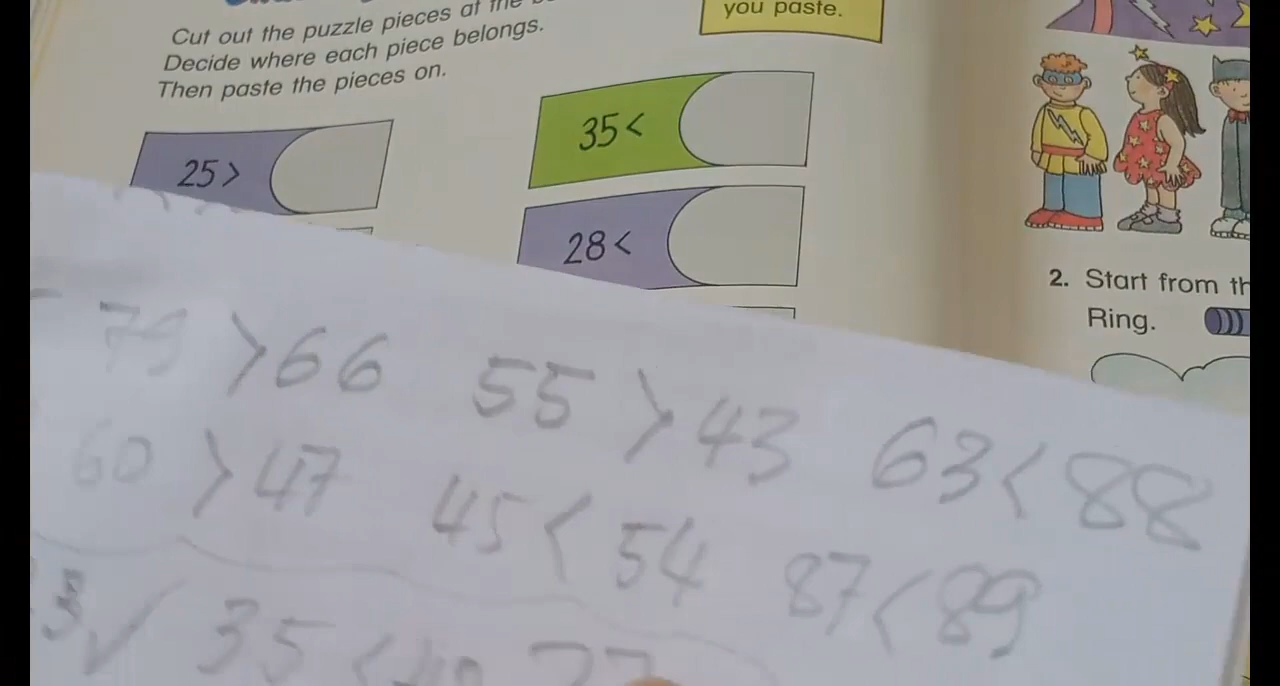 Cut out the puzzle pieces at the
Decide where each piece belongs.
Then paste the pieces on.
you paste.
25 >
35 <
28 <
2. Start from
Ring.
79 > 66 55 > 43 63 < 88
60 > 47 45 < 54 87 < 89
35 <